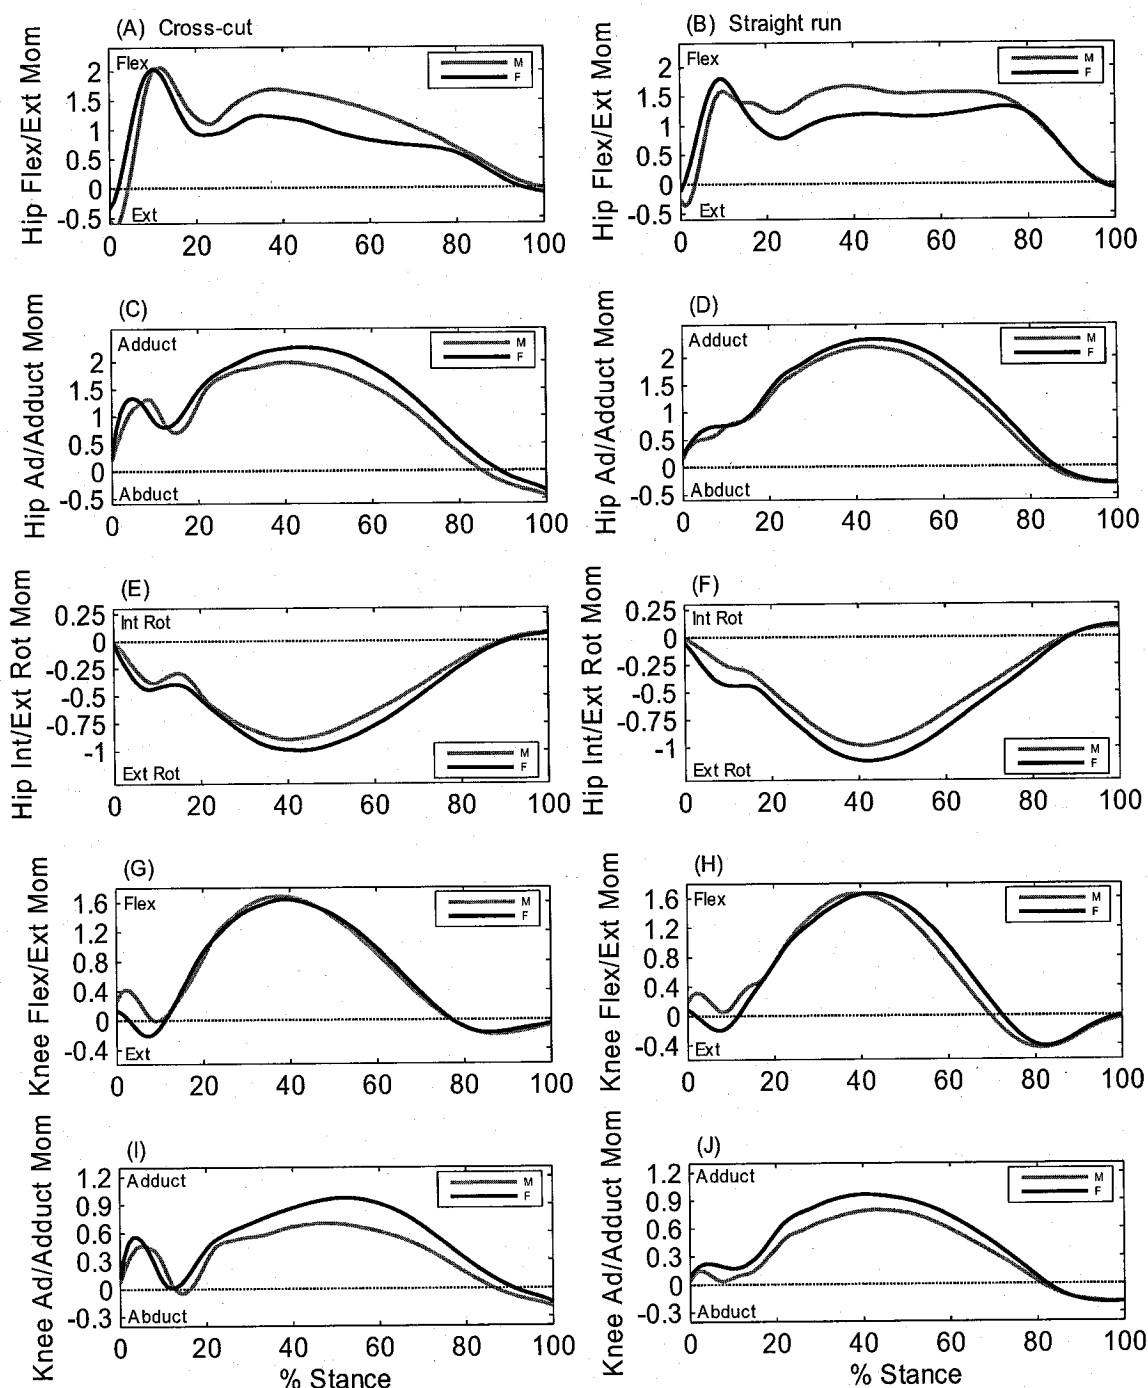 (A) Cross-cut
Hip Flex/Ext Mom
Flex
M
F
2
1.5
1
0.5
0
-0.5
Ext
0 20 40 60 80 100
(B) Straight run
Hip Flex/Ext Mom
Flex
M
F
2
1.5
1
0.5
0
-0.5
Ext
0 20 40 60 80 100
(C)
Hip Ad/Adduct Mom
Adduct
M
F
2
1.5
1
0.5
0
-0.5
Abduct
0 20 40 60 80 100
(D)
Hip Ad/Adduct Mom
Adduct
M
F
2
1.5
1
0.5
0
-0.5
Abduct
0 20 40 60 80 100
(E)
Hip Int/Ext Rot Mom
0.25
Int Rot
0
-0.25
-0.5
-0.75
-1
M
F
Ext Rot
0 20 40 60 80 100
(F)
Hip Int/Ext Rot Mom
0.25
Int Rot
0
-0.25
-0.5
-0.75
-1
M
F
Ext Rot
0 20 40 60 80 100
(G)
Knee Flex/Ext Mom
Flex
M
F
1.6
1.2
0.8
0.4
0
-0.4
Ext
0 20 40 60 80 100
(H)
Knee Flex/Ext Mom
Flex
M
F
1.6
1.2
0.8
0.4
0
-0.4
Ext
0 20 40 60 80 100
(I)
Knee Ad/Adduct Mom
1.2
Adduct
M
F
0.9
0.6
0.3
0
-0.3
Abduct
0 20 40 60 80 100
% Stance
(J)
Knee Ad/Adduct Mom
1.2
Adduct
M
F
0.9
0.6
0.3
0
-0.3
Abduct
0 20 40 60 80 100
% Stance